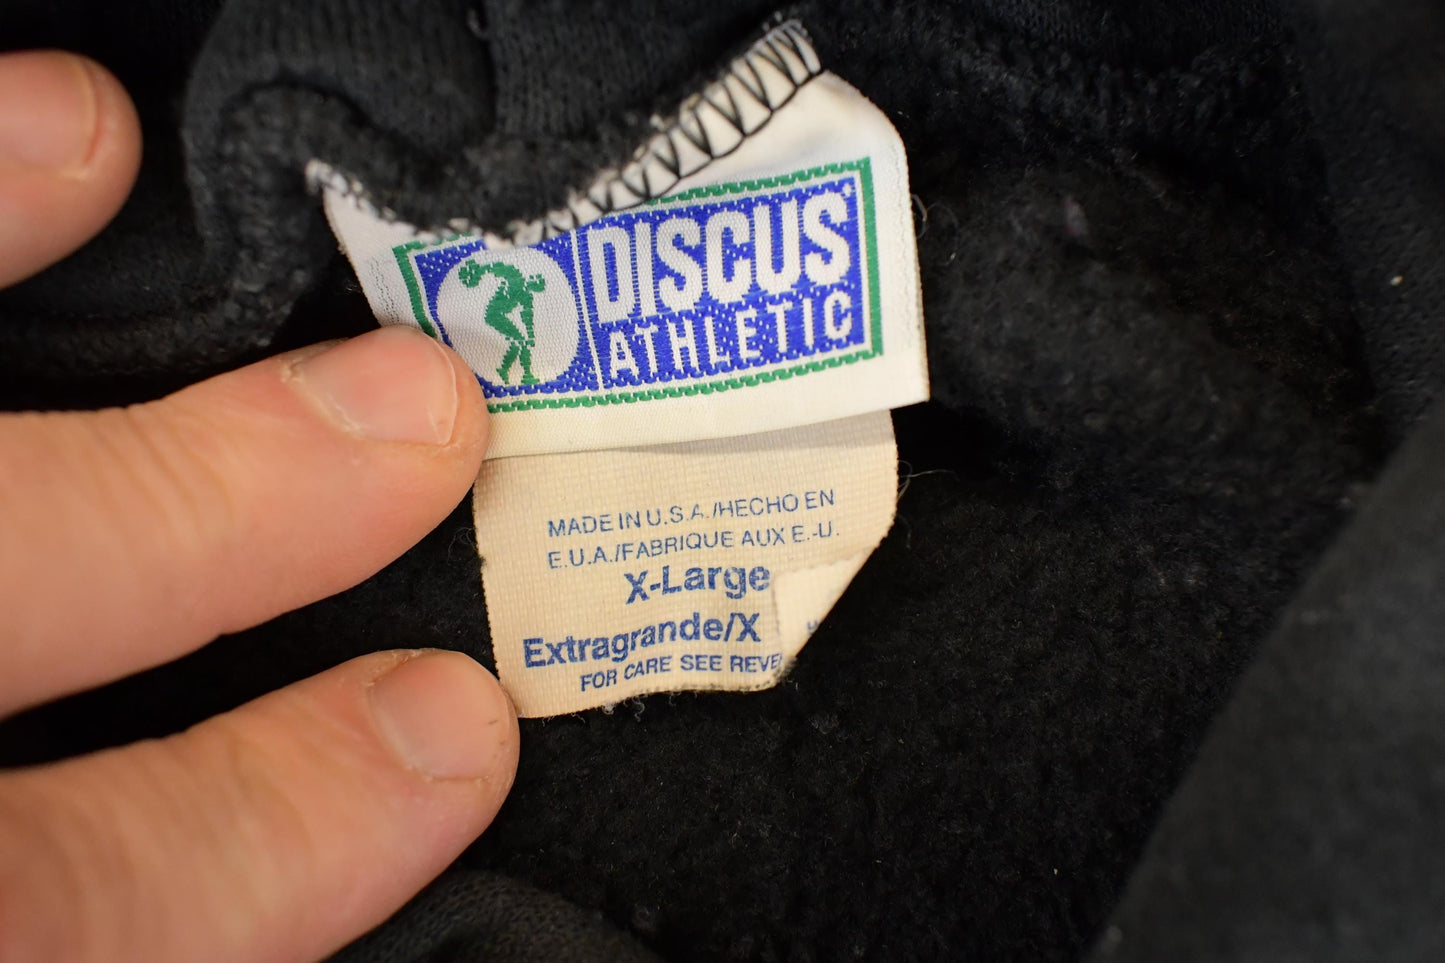 DISCUS
ATHLETIC
MADE IN U.S.A./HECHO EN
E.U.A./FABRIQUE AUX E.-U.
X-Large
Extragrande/X
FOR CARE SEE REVE